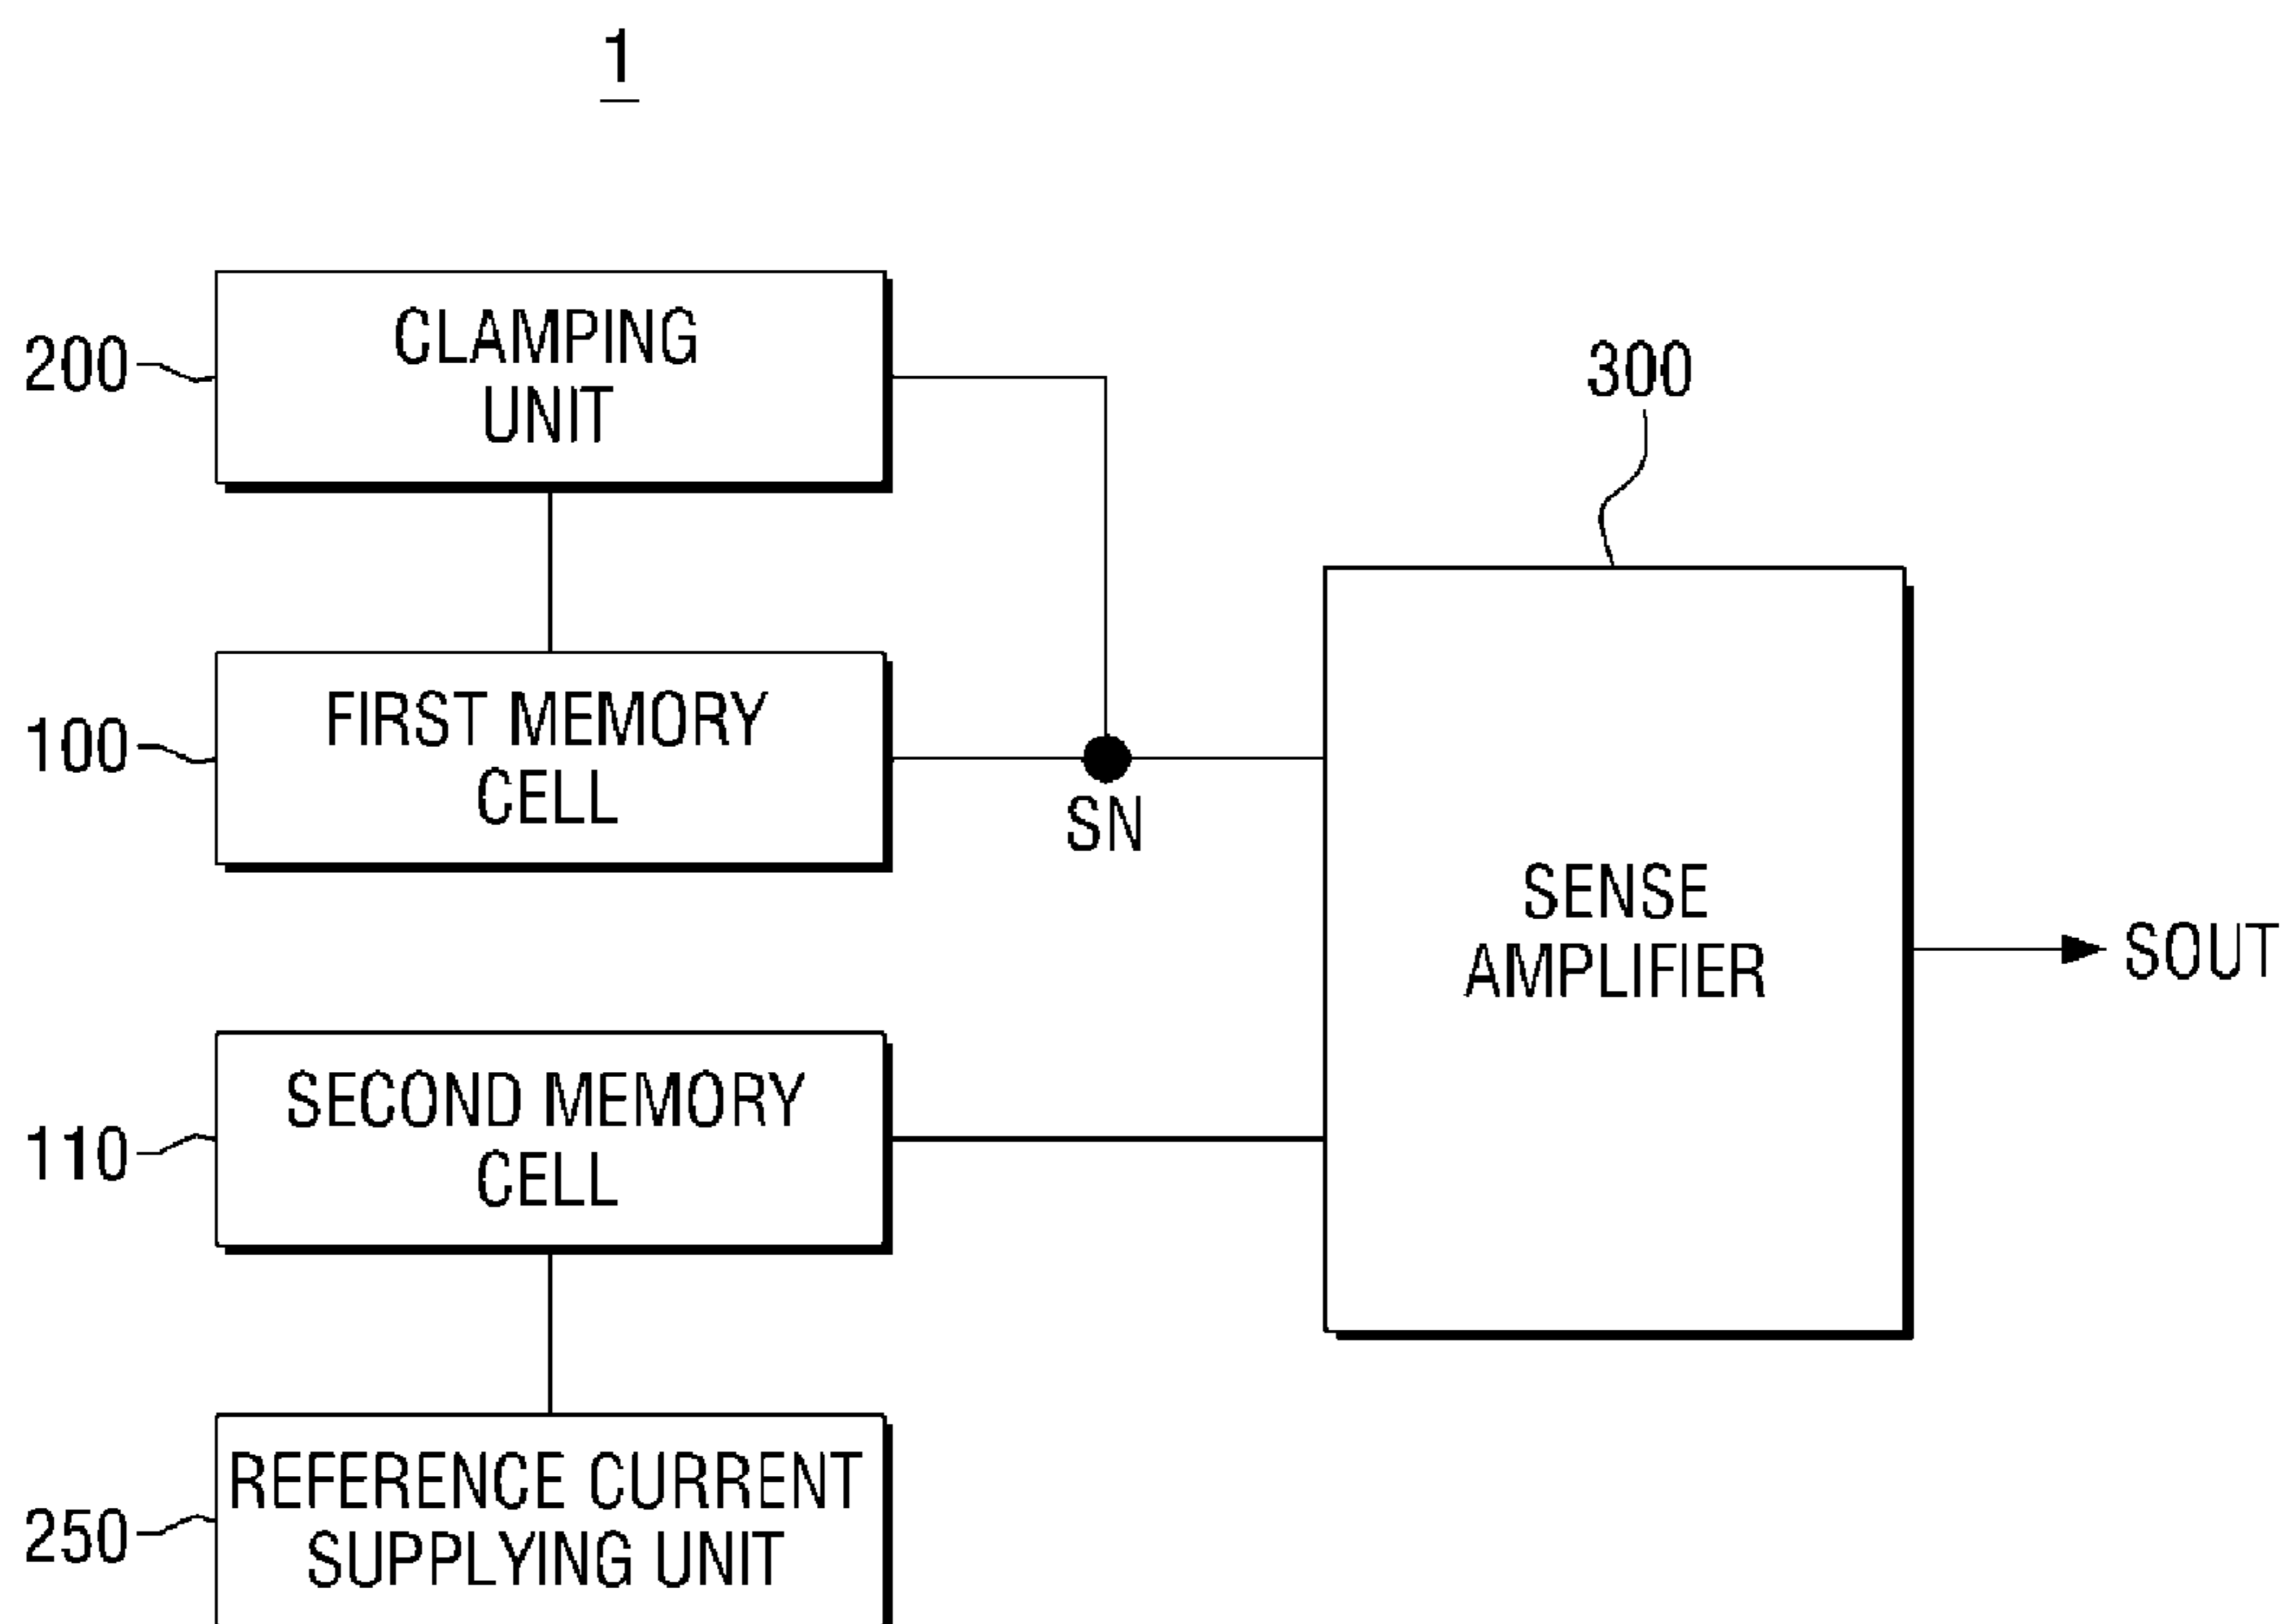 1
200
CLAMPING
UNIT
300
100
FIRST MEMORY
CELL
SN
SENSE
AMPLIFIER
SOUT
110
SECOND MEMORY
CELL
250
REFERENCE CURRENT
SUPPLYING UNIT